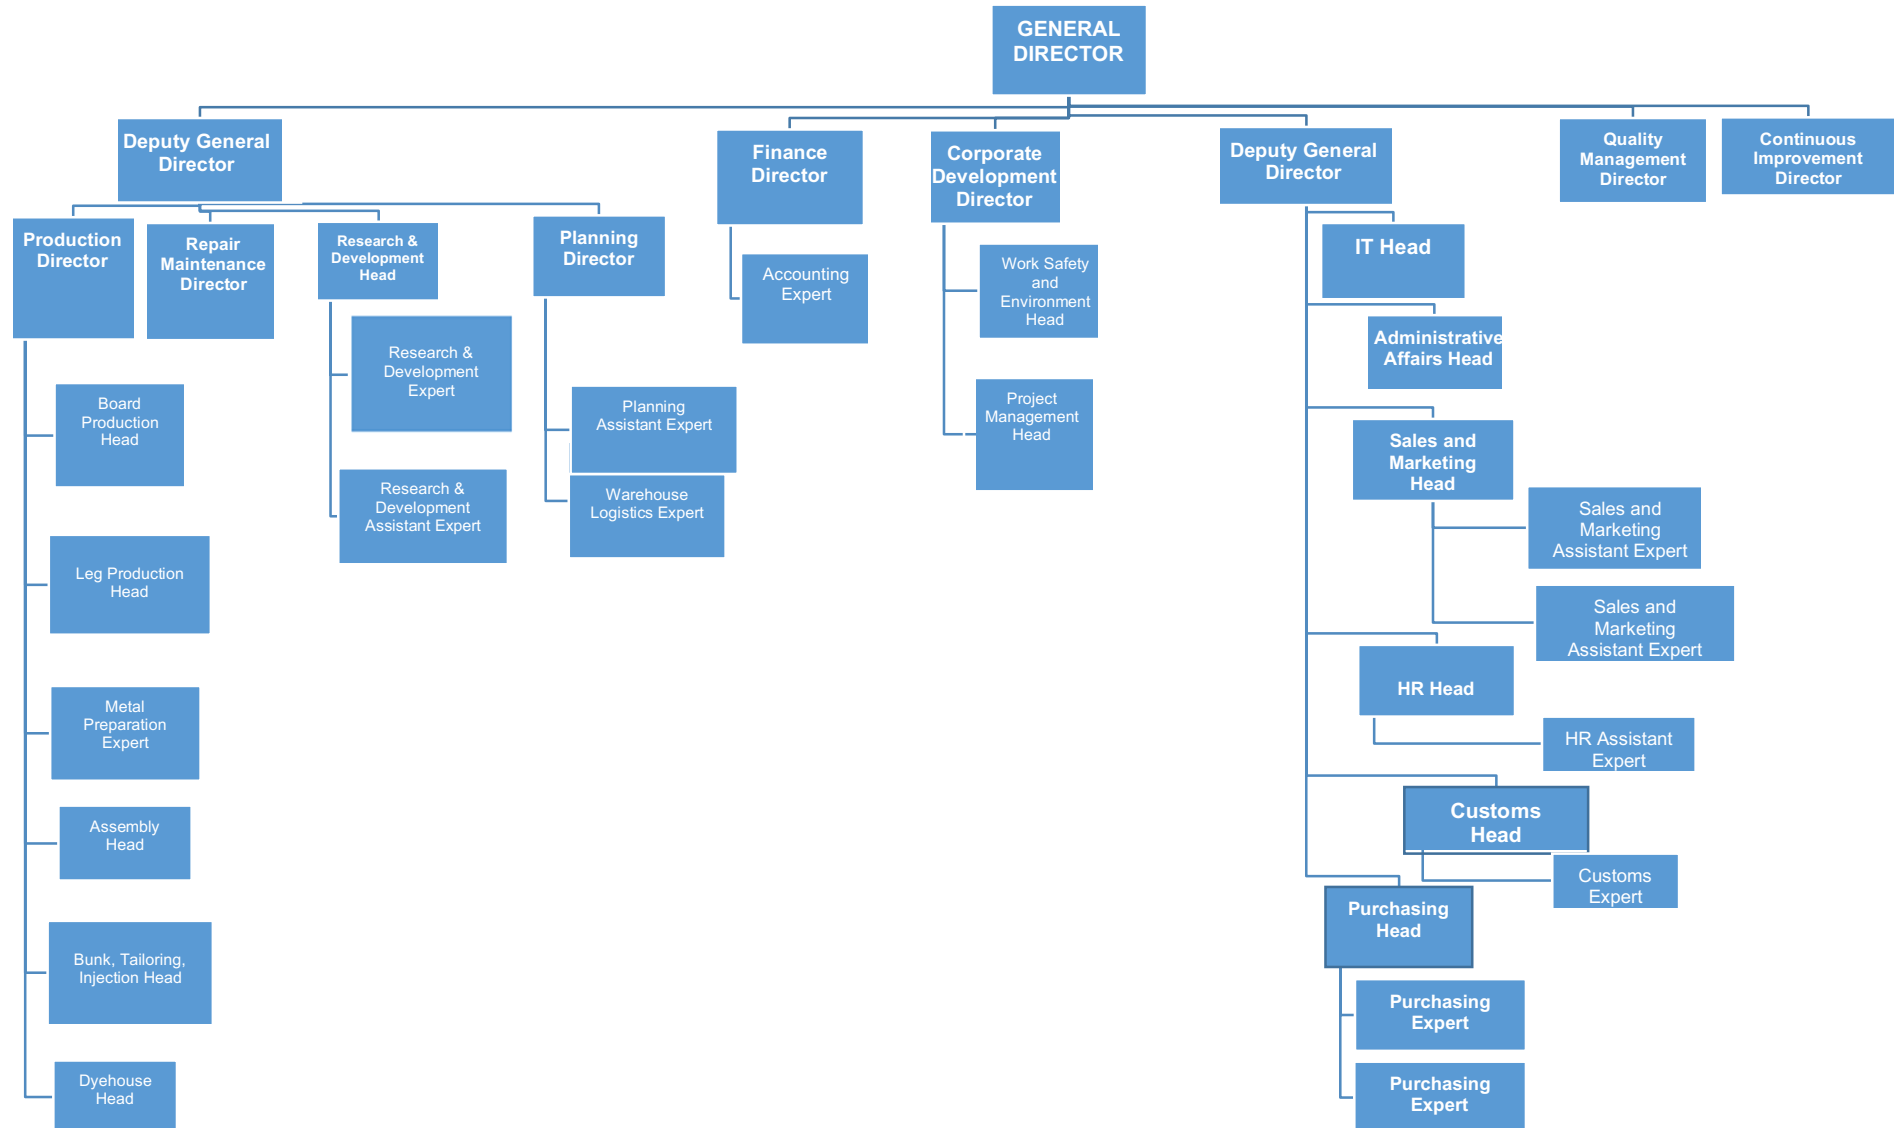 GENERAL
DIRECTOR
Deputy General
Director
Finance
Director
Corporate
Development
Director
Deputy General
Director
Quality
Management
Director
Continuous
Improvement
Director
Production
Director
Repair
Maintenance
Director
Research &
Development
Head
Planning
Director
Accounting
Expert
Work Safety
and
Environment
Head
IT Head
Administrative
Affairs Head
Research &
Development
Expert
Board
Production
Head
Planning
Assistant Expert
Project
Management
Head
Sales and
Marketing
Head
Research &
Development
Assistant Expert
Warehouse
Logistics Expert
Sales and
Marketing
Assistant Expert
Leg Production
Head
Sales and
Marketing
Assistant Expert
HR Head
Metal
Preparation
Expert
HR Assistant
Expert
Assembly
Head
Customs
Head
Customs
Expert
Purchasing
Head
Bunk, Tailoring,
Injection Head
Purchasing
Expert
Dyehouse
Head
Purchasing
Expert